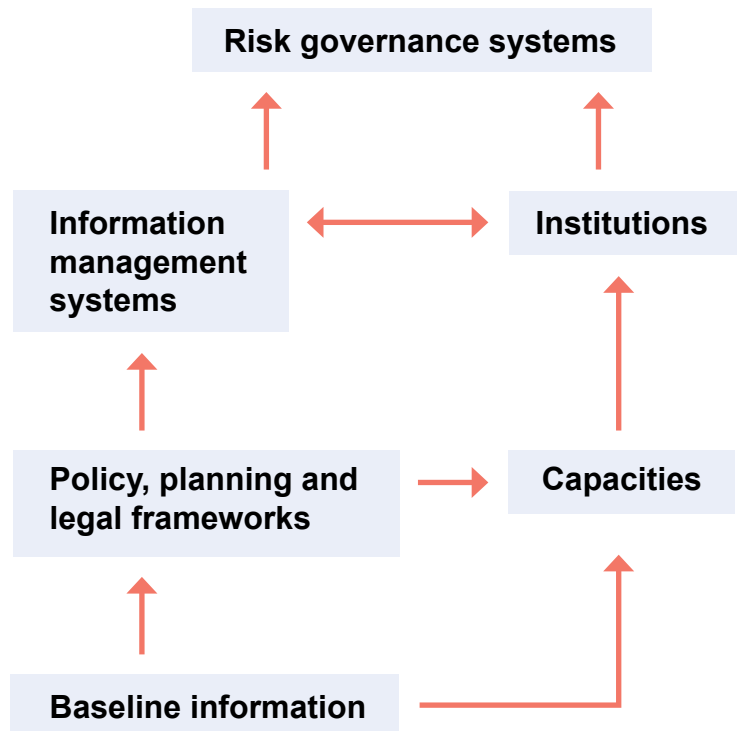 Risk governance systems
Information
management
systems
Institutions
Policy, planning and
legal frameworks
Capacities
Baseline information